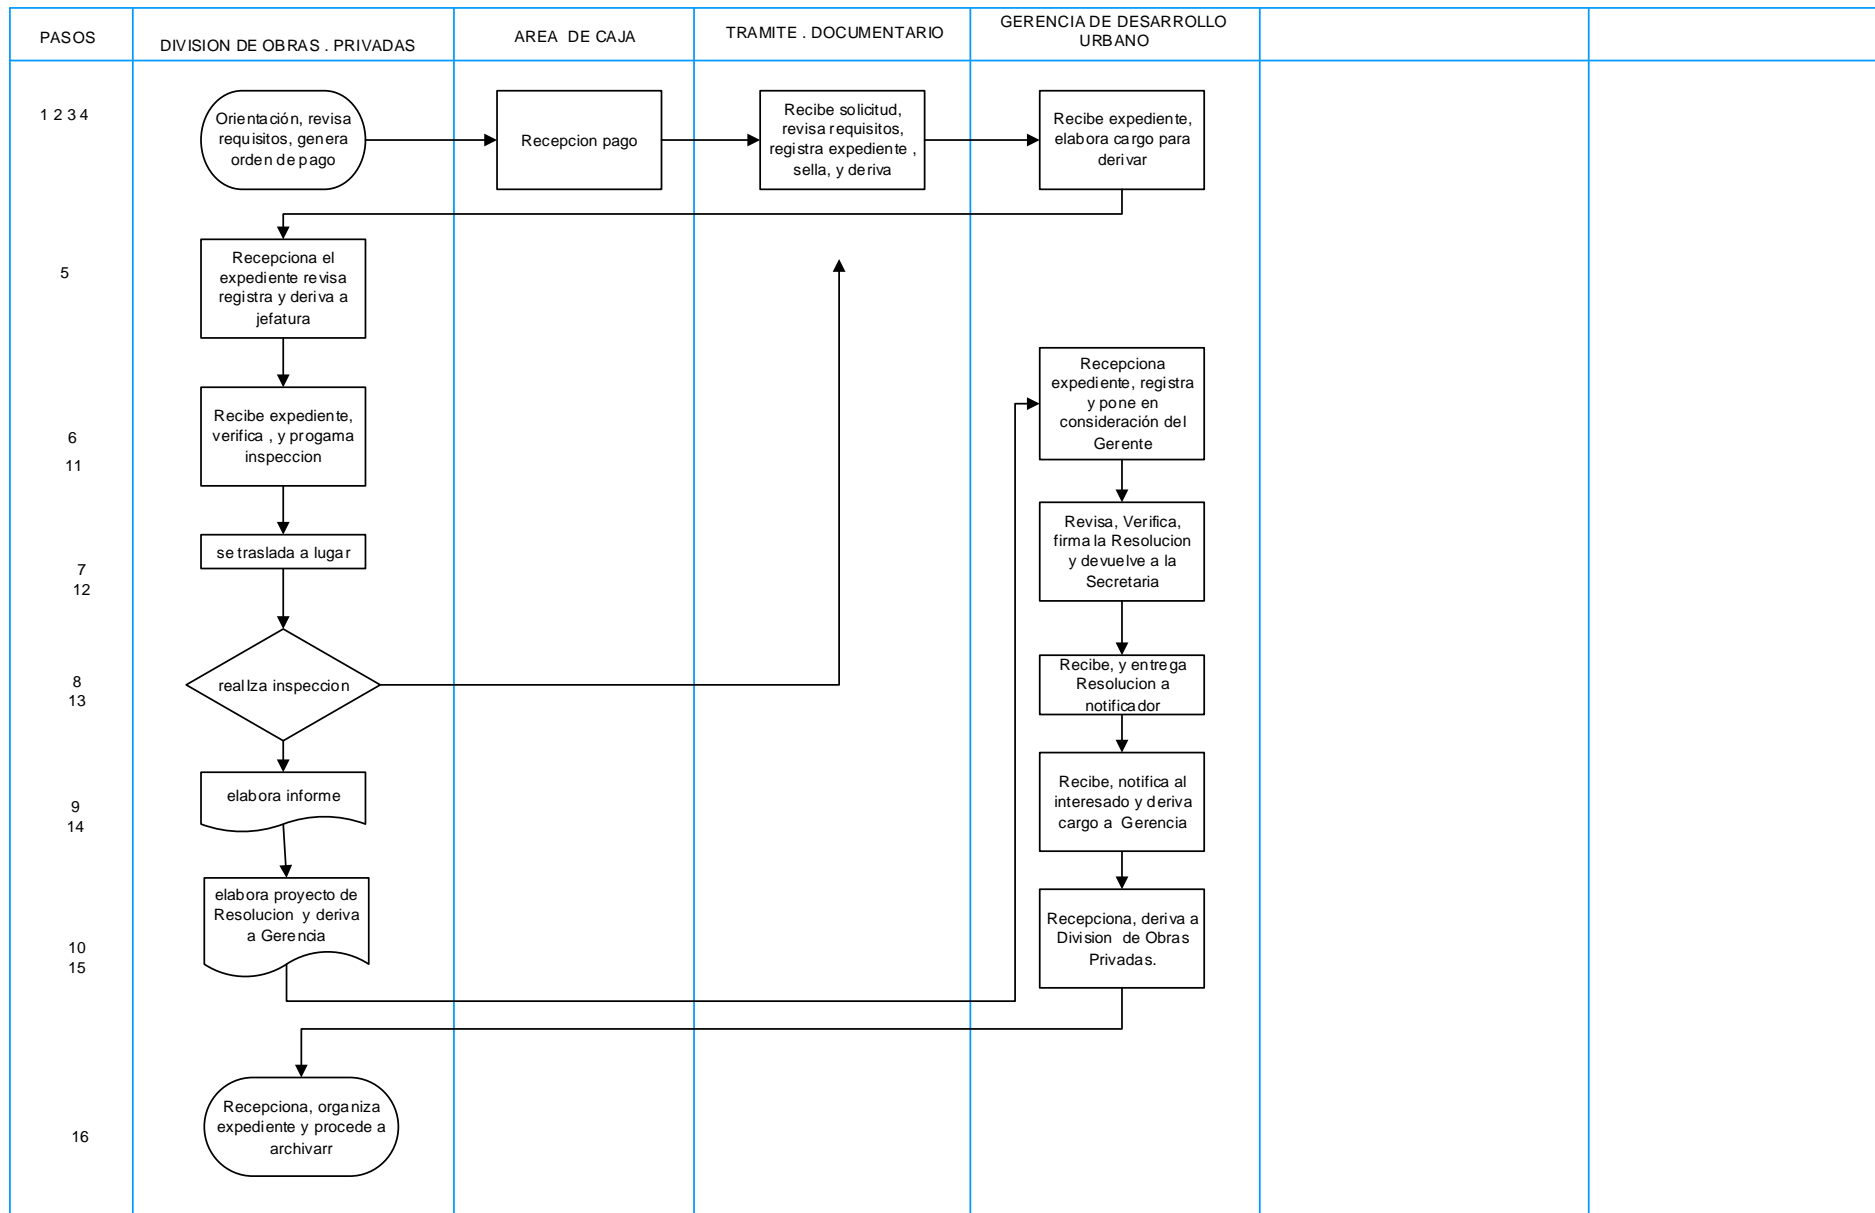 PASOS
DIVISION DE OBRAS . PRIVADAS
AREA DE CAJA
TRAMITE . DOCUMENTARIO
GERENCIA DE DESARROLLO
URBANO
1 2 3 4
Orientación, revisa
requisitos, genera
orden de pago
Recepcion pago
Recibe solicitud,
revisa requisitos,
registra expediente ,
sella, y deriva
Recibe expediente,
elabora cargo para
derivar
5
Recepciona el
expediente revisa
registra y deriva a
jefatura
6
11
Recibe expediente,
verifica , y progama
inspeccion
Recepciona
expediente, registra
y pone en
consideración del
Gerente
7
12
se traslada a lugar
Revisa, Verifica,
firma la Resolucion
y devuelve a la
Secretaria
8
13
realIza inspeccion
Recibe, y entrega
Resolucion a
notificador
9
14
elabora informe
Recibe, notifica al
interesado y deriva
cargo a Gerencia
10
15
elabora proyecto de
Resolucion y deriva
a Gerencia
Recepciona, deriva a
Division de Obras
Privadas.
16
Recepciona, organiza
expediente y procede a
archivarr